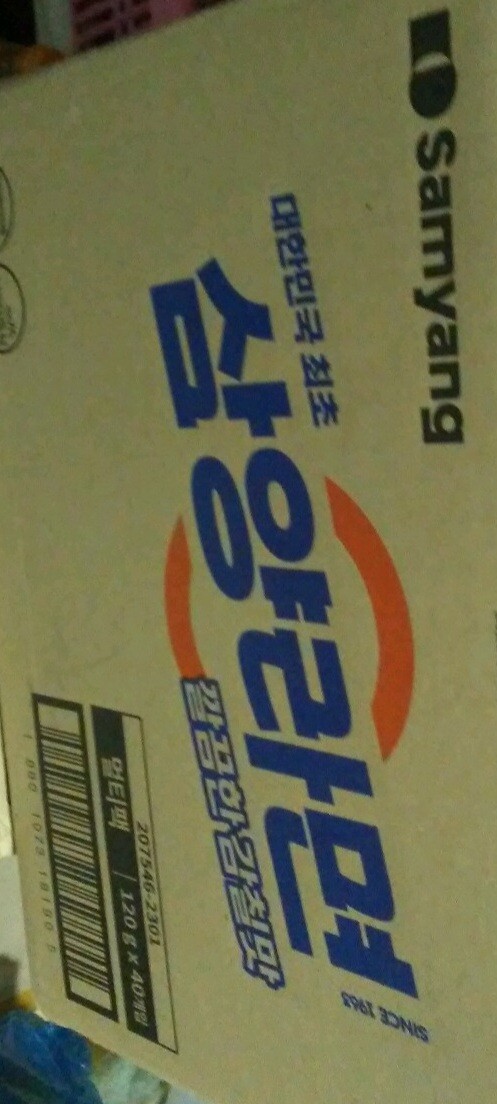 Samyang
대한민국 최초
삼양라면
깔끔한감칠맛
SINCE 1963
207546-2301
멀티팩 | 120 g x 40개입